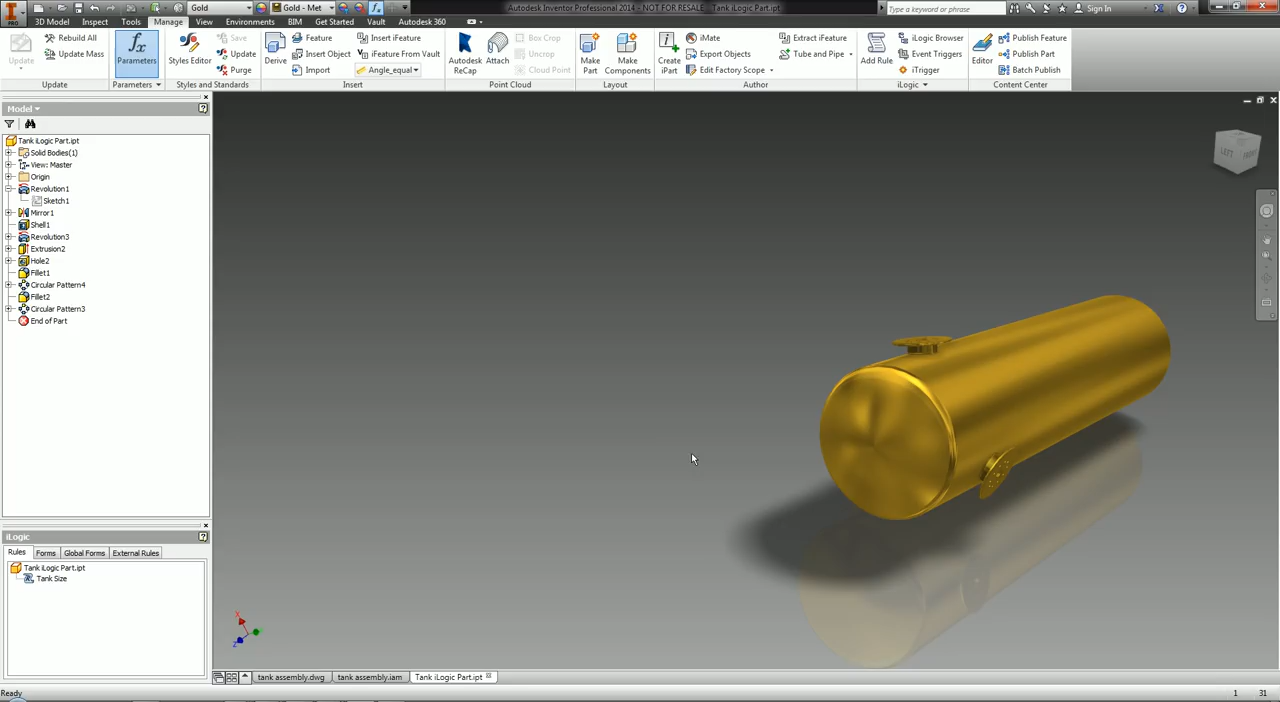 Gold
Gold - Met
Autodesk Inventor Professional 2014 - NOT FOR RESALE - Tank iLogic Part.ipt
Type a keyword or phrase
Sign In
PRO
3D Model Inspect Tools Manage View Environments BIM Get Started Vault Autodesk 360
Update
Rebuild All
Update Mass
Update
fx
Parameters
Parameters
Styles Editor
Save
Update
Purge
Styles and Standards
Derive
Feature
Insert Object
Import
Insert iFeature
iFeature From Vault
Angle_equal
Insert
Autodesk ReCap
Attach
Box Crop
Uncrop
Cloud Point
Point Cloud
Make Part
Make Components
Layout
Create iPart
iMate
Export Objects
Edit Factory Scope
Extract iFeature
Tube and Pipe
Author
Add Rule
iLogic Browser
Event Triggers
iTrigger
iLogic
Editor
Publish Feature
Publish Part
Batch Publish
Content Center
Model
Tank iLogic Part.ipt
Solid Bodies(1)
View: Master
Origin
Revolution1
Sketch1
Mirror1
Shell1
Revolution3
Extrusion2
Hole2
Fillet1
Circular Pattern4
Fillet2
Circular Pattern3
End of Part
LEFT
FRONT
iLogic
Rules Forms Global Forms External Rules
Tank iLogic Part.ipt
Tank Size
X
Z
tank assembly.dwg tank assembly.iam Tank iLogic Part.ipt
Ready
1 31